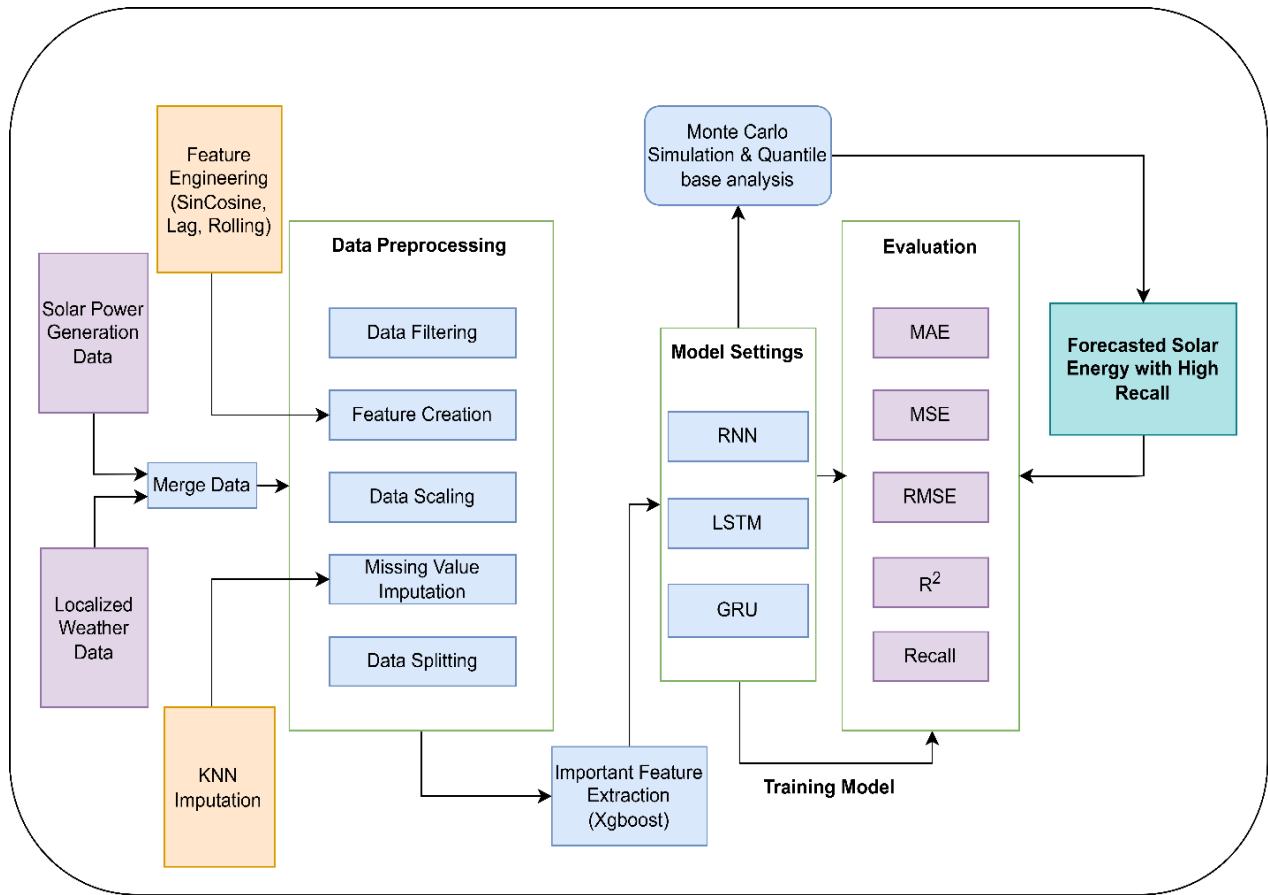 Feature
Engineering
(SinCosine,
Lag, Rolling)
Solar Power
Generation
Data
Merge Data
Localized
Weather
Data
KNN
Imputation
Data Preprocessing
Data Filtering
Feature Creation
Data Scaling
Missing Value
Imputation
Data Splitting
Important Feature
Extraction
(Xgboost)
Monte Carlo
Simulation & Quantile
base analysis
Model Settings
RNN
LSTM
GRU
Training Model
Evaluation
MAE
MSE
RMSE
R²
Recall
Forecasted Solar
Energy with High
Recall